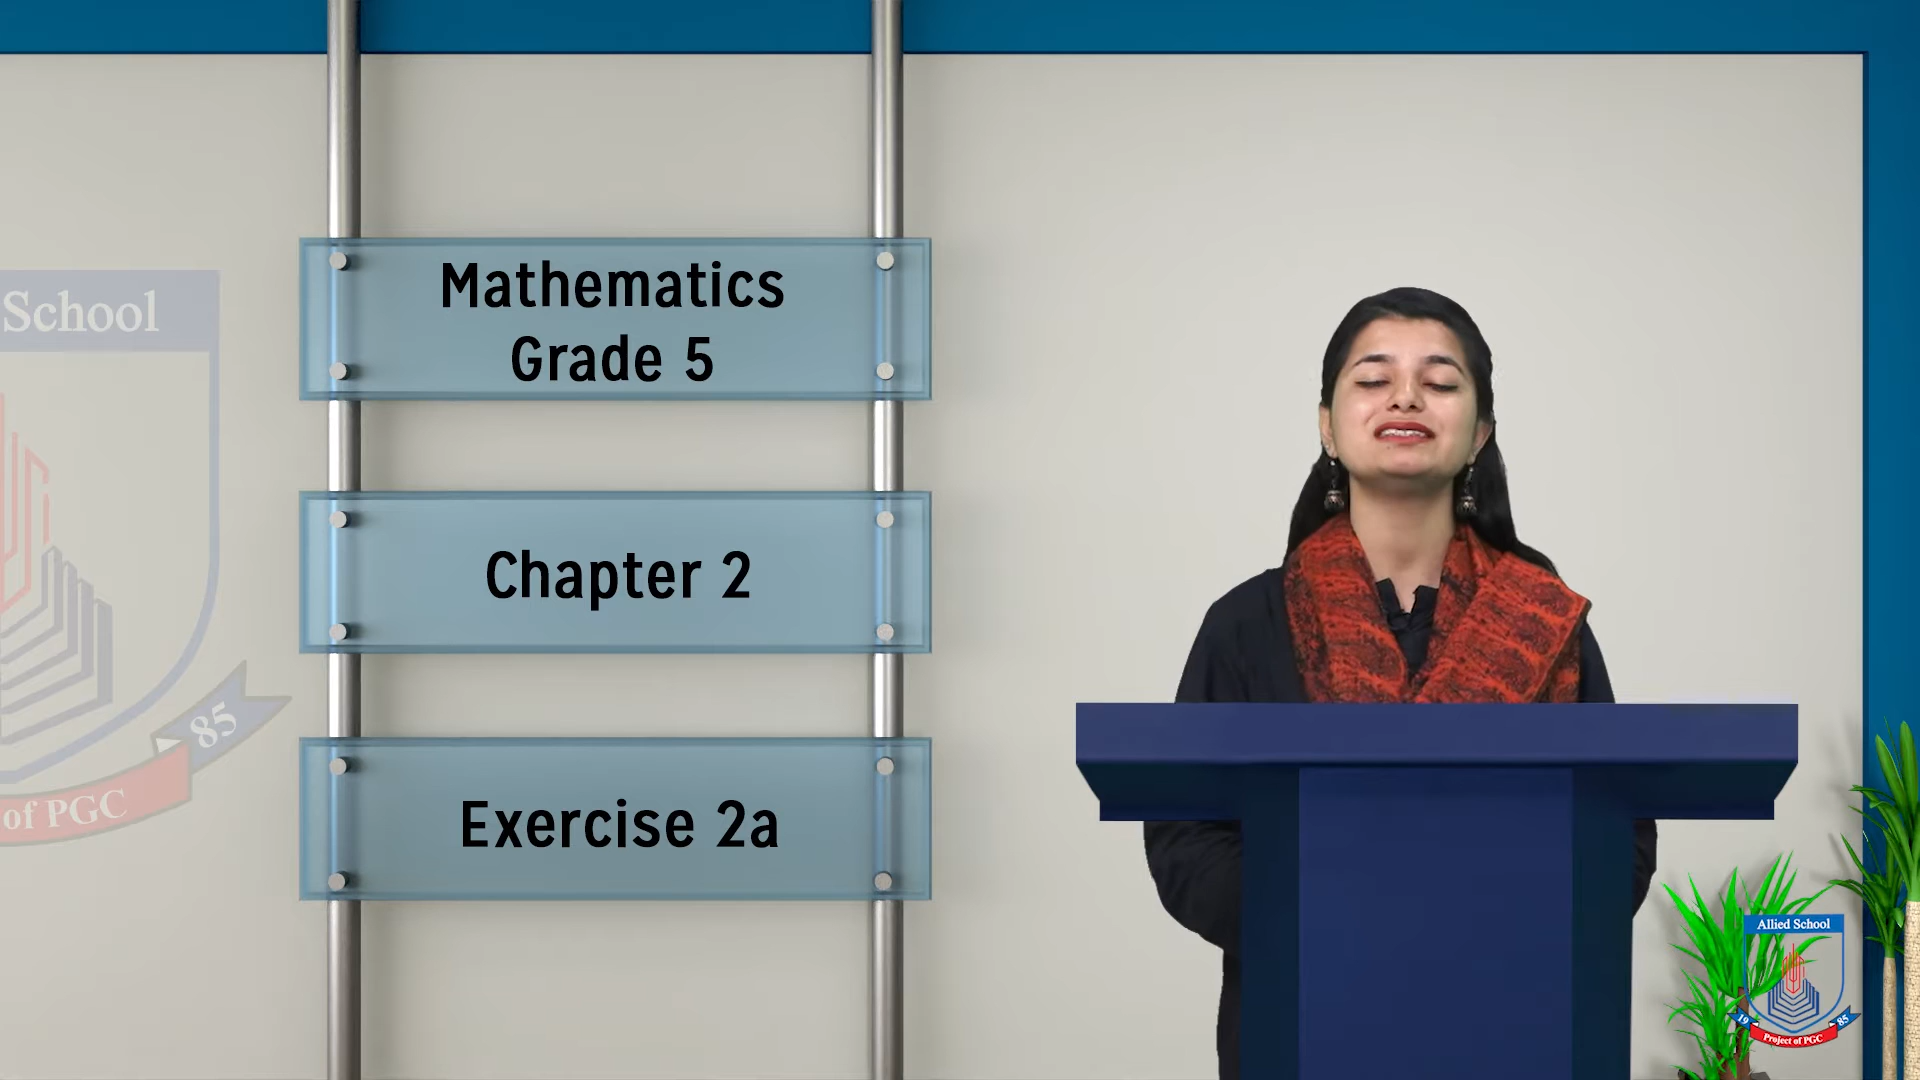 Mathematics
Grade 5
Chapter 2
Exercise 2a
School
85
of PGC
Allied School
19
85
Project of PGC